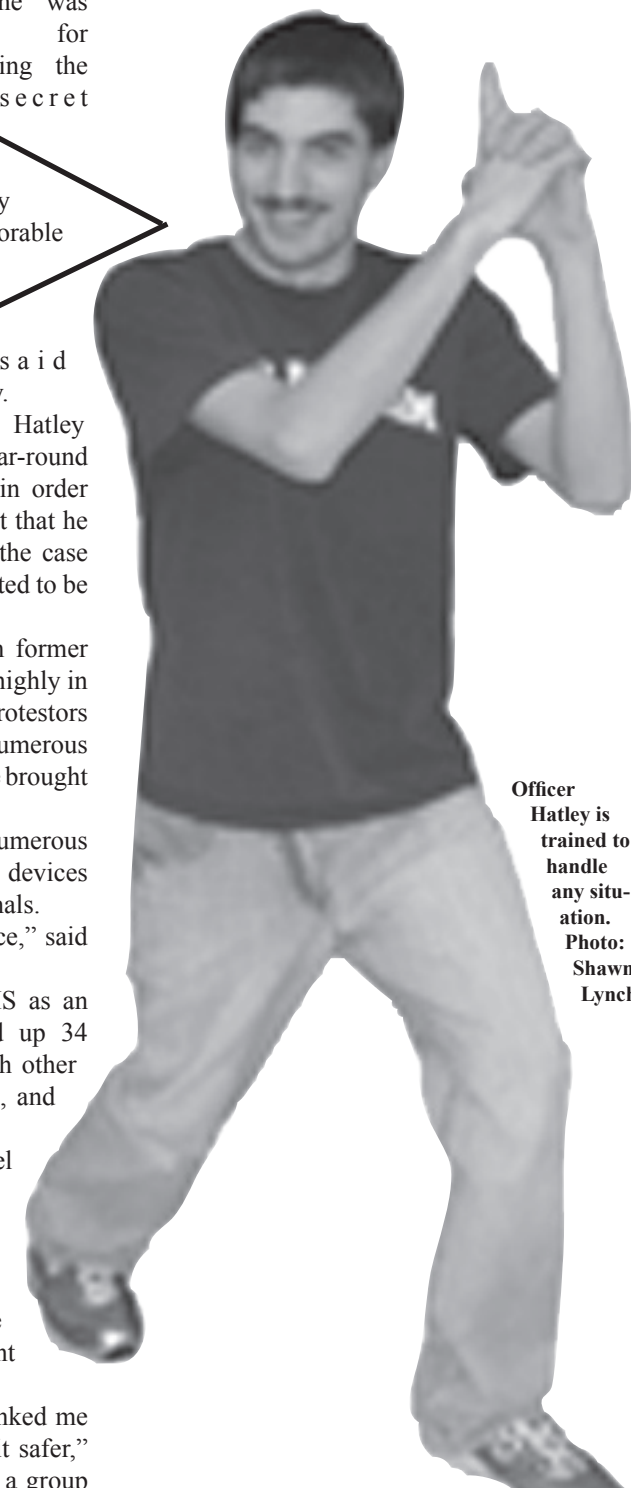 he was
for
ing the
secret
y
orable
said
y.
Hatley
ar-round
in order
t that he
the case
ted to be
n former
highly in
rotestors
umerous
brought
umerous
devices
nals.
ce,” said
S as an
d up 34
h other
, and
el
e
nt
nked me
it safer,”
a group
Officer
Hatley is
trained to
handle
any situ-
ation.
Photo:
Shawn
Lynch